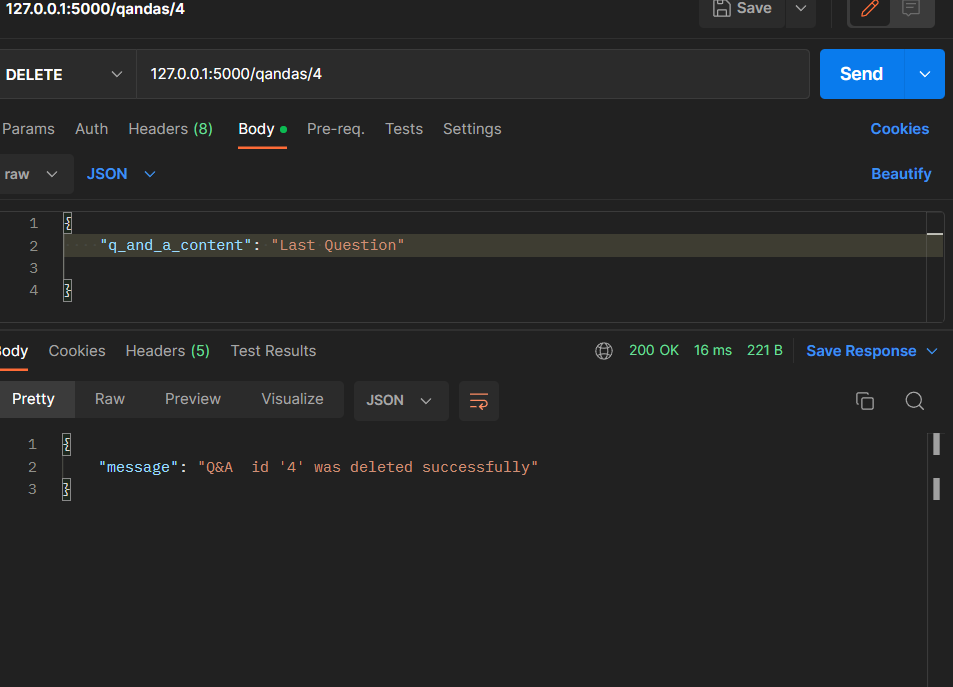 127.0.0.1:5000/qandas/4
Save
DELETE
127.0.0.1:5000/qandas/4
Send
Params Auth Headers (8) Body Pre-req. Tests Settings Cookies
raw JSON Beautify
1 {
2 "q_and_a_content": "Last Question"
3
4 }
ody Cookies Headers (5) Test Results 200 OK 16 ms 221 B Save Response
Pretty Raw Preview Visualize JSON
1 {
2 "message": "Q&A  id '4' was deleted successfully"
3 }